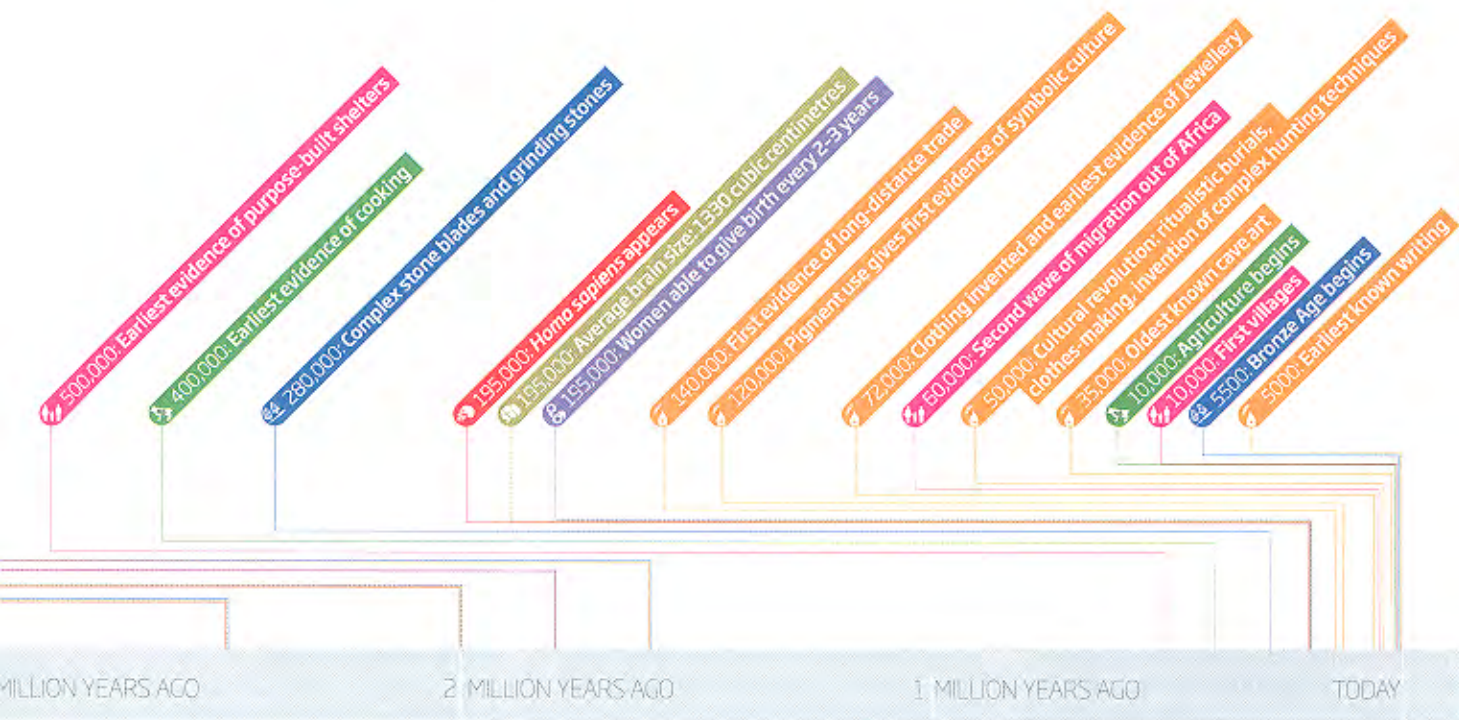 500,000: Earliest evidence of purpose-built shelters
400,000: Earliest evidence of cooking
280,000: Complex stone blades and grinding stones
195,000: Homo sapiens appears
195,000: Average brain size: 1330 cubic centimetres
195,000: Women able to give birth every 2-3 years
140,000: First evidence of long-distance trade
120,000: Pigment use gives first evidence of symbolic culture
72,000: Clothing invented and earliest evidence of jewellery
60,000: Second wave of migration out of Africa
50,000: Cultural revolution: ritualistic burials,
clothes-making, invention of complex hunting techniques
35,000: Oldest known cave art
10,000: Agriculture begins
10,000: First villages
5500: Bronze Age begins
5000: Earliest known writing
MILLION YEARS AGO
2 MILLION YEARS AGO
1 MILLION YEARS AGO
TODAY